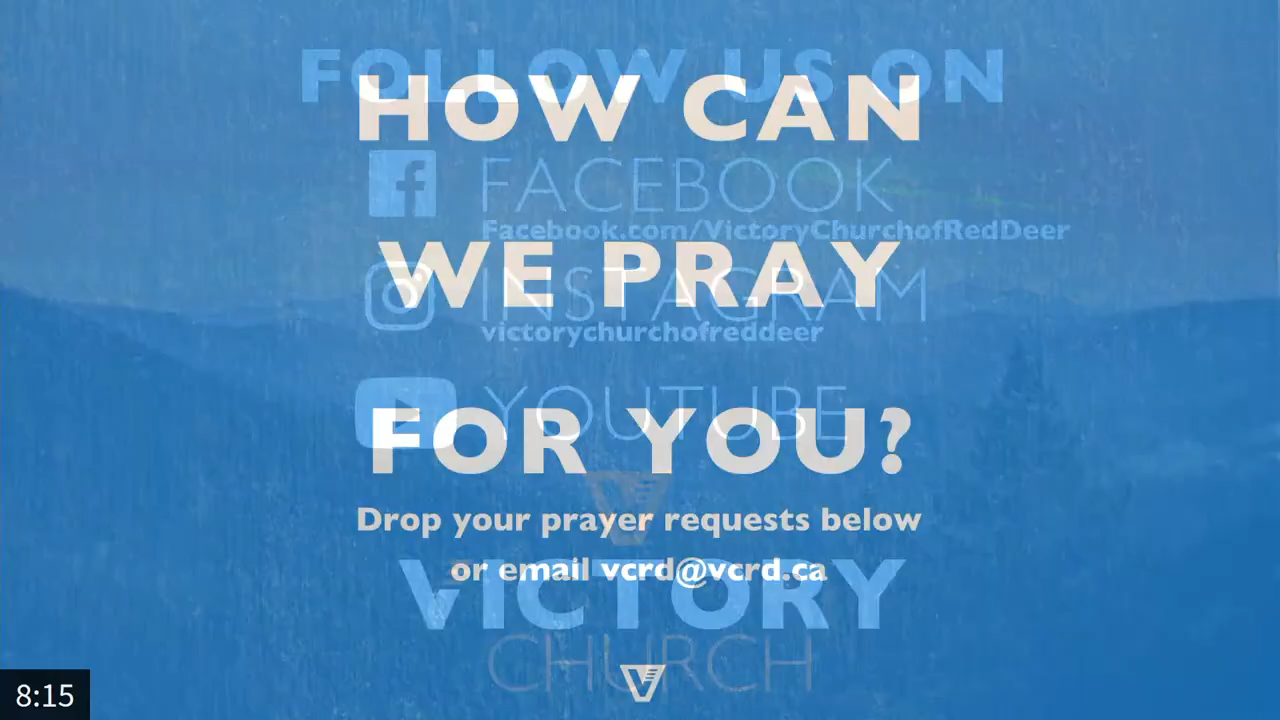 FOLLOW US ON
HOW CAN
FACEBOOK
Facebook.com/VictoryChurchofRedDeer
WE PRAY
INSTAGRAM
victorychurchofreddeer
YOUTUBE
FOR YOU?
Drop your prayer requests below
or email vcrd@vcrd.ca
VICTORY
CHURCH
8:15